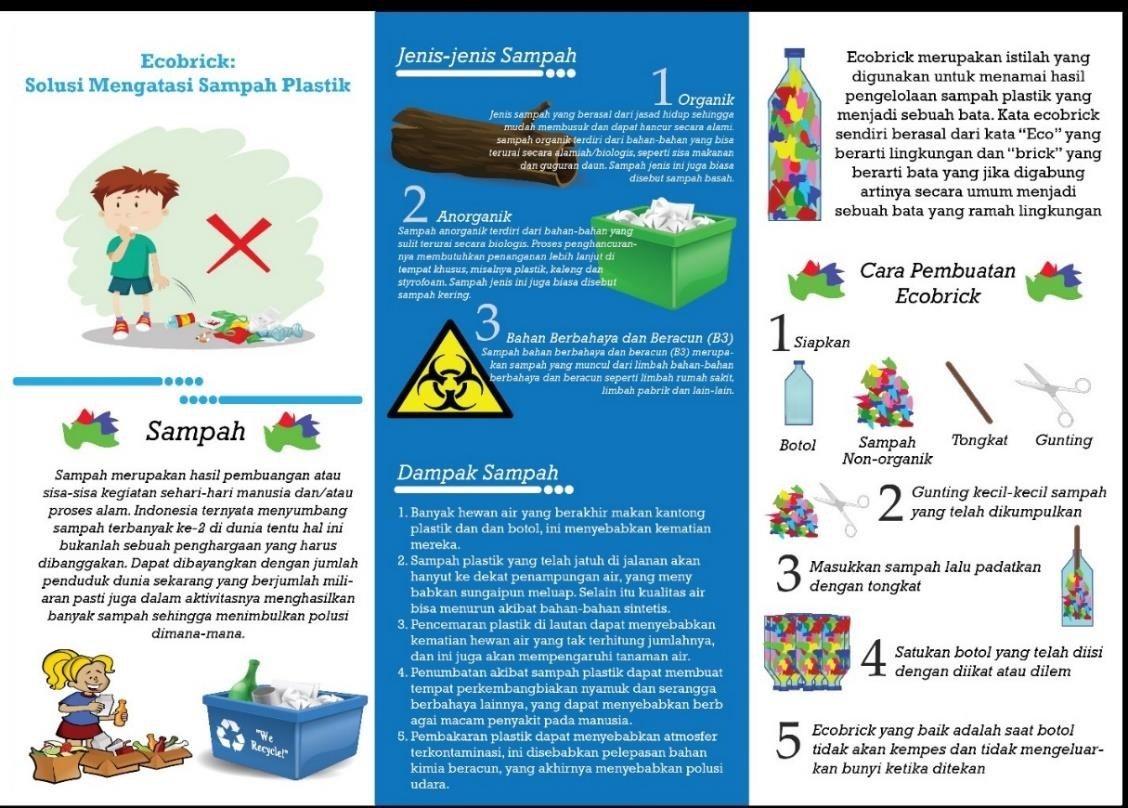 Ecobrick:
Solusi Mengatasi Sampah Plastik
Sampah
Sampah merupakan hasil pembuangan atau
sisa-sisa kegiatan sehari-hari manusia dan/atau
proses alam. Indonesia ternyata menyumbang
sampah terbanyak ke-2 di dunia tentu hal ini
bukanlah sebuah penghargaan yang harus
dibanggakan. Dapat dibayangkan dengan jumlah
penduduk dunia sekarang yang berjumlah mili-
aran pasti juga dalam aktivitasnya menghasilkan
banyak sampah sehingga menimbulkan polusi
dimana-mana.
"We
Recycle!"
Jenis-jenis Sampah
1 Organik
Jenis sampah yang berasal dari jasad hidup sehingga
mudah membusuk dan dapat hancur secara alami.
sampah organik terdiri dari bahan-bahan yang bisa
terurai secara alamiah/biologis, seperti sisa makanan
dan guguran daun. Sampah jenis ini juga biasa
disebut sampah basah.
2 Anorganik
Sampah anorganik terdiri dari bahan-bahan yang
sulit terurai secara biologis. Proses penghancuran-
nya membutuhkan penanganan lebih lanjut di
tempat khusus, misalnya plastik, kaleng dan
styrofoam. Sampah jenis ini juga biasa disebut
sampah kering.
3 Bahan Berbahaya dan Beracun (B3)
Sampah bahan berbahaya dan beracun (B3) merupa-
kan sampah yang muncul dari limbah bahan-bahan
berbahaya dan beracun seperti limbah rumah sakit,
limbah pabrik dan lain-lain.
Dampak Sampah
1. Banyak hewan air yang berakhir makan kantong
plastik dan dan botol, ini menyebabkan kematian
mereka.
2. Sampah plastik yang telah jatuh di jalanan akan
hanyut ke dekat penampungan air, yang meny
babkan sungaipun meluap. Selain itu kualitas air
bisa menurun akibat bahan-bahan sintetis.
3. Pencemaran plastik di lautan dapat menyebabkan
kematian hewan air yang tak terhitung jumlahnya,
dan ini juga akan mempengaruhi tanaman air.
4. Penumbatan akibat sampah plastik dapat membuat
tempat perkembangbiakan nyamuk dan serangga
berbahaya lainnya, yang dapat menyebabkan berb
agai macam penyakit pada manusia.
5. Pembakaran plastik dapat menyebabkan atmosfer
terkontaminasi, ini disebabkan pelepasan bahan
kimia beracun, yang akhirnya menyebabkan polusi
udara.
Ecobrick merupakan istilah yang
digunakan untuk menamai hasil
pengelolaan sampah plastik yang
menjadi sebuah bata. Kata ecobrick
sendiri berasal dari kata "Eco" yang
berarti lingkungan dan "brick" yang
berarti bata yang jika digabung
artinya secara umum menjadi
sebuah bata yang ramah lingkungan
Cara Pembuatan
Ecobrick
1 Siapkan
Botol
Sampah
Non-organik
Tongkat
Gunting
2 Gunting kecil-kecil sampah
yang telah dikumpulkan
3 Masukkan sampah lalu padatkan
dengan tongkat
4 Satukan botol yang telah diisi
dengan diikat atau dilem
5 Ecobrick yang baik adalah saat botol
tidak akan kempes dan tidak mengeluar-
kan bunyi ketika ditekan